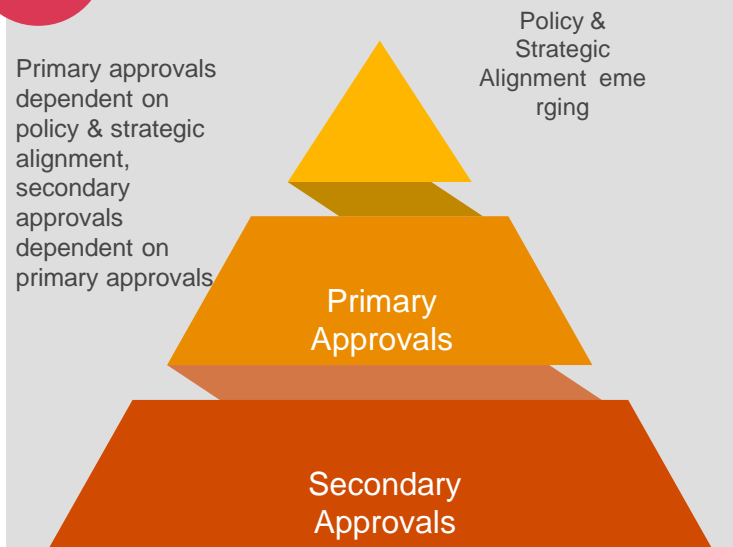 Policy &
Strategic
Alignment eme
rging
Primary approvals
dependent on
policy & strategic
alignment,
secondary
approvals
dependent on
primary approvals
Primary
Approvals
Secondary
Approvals